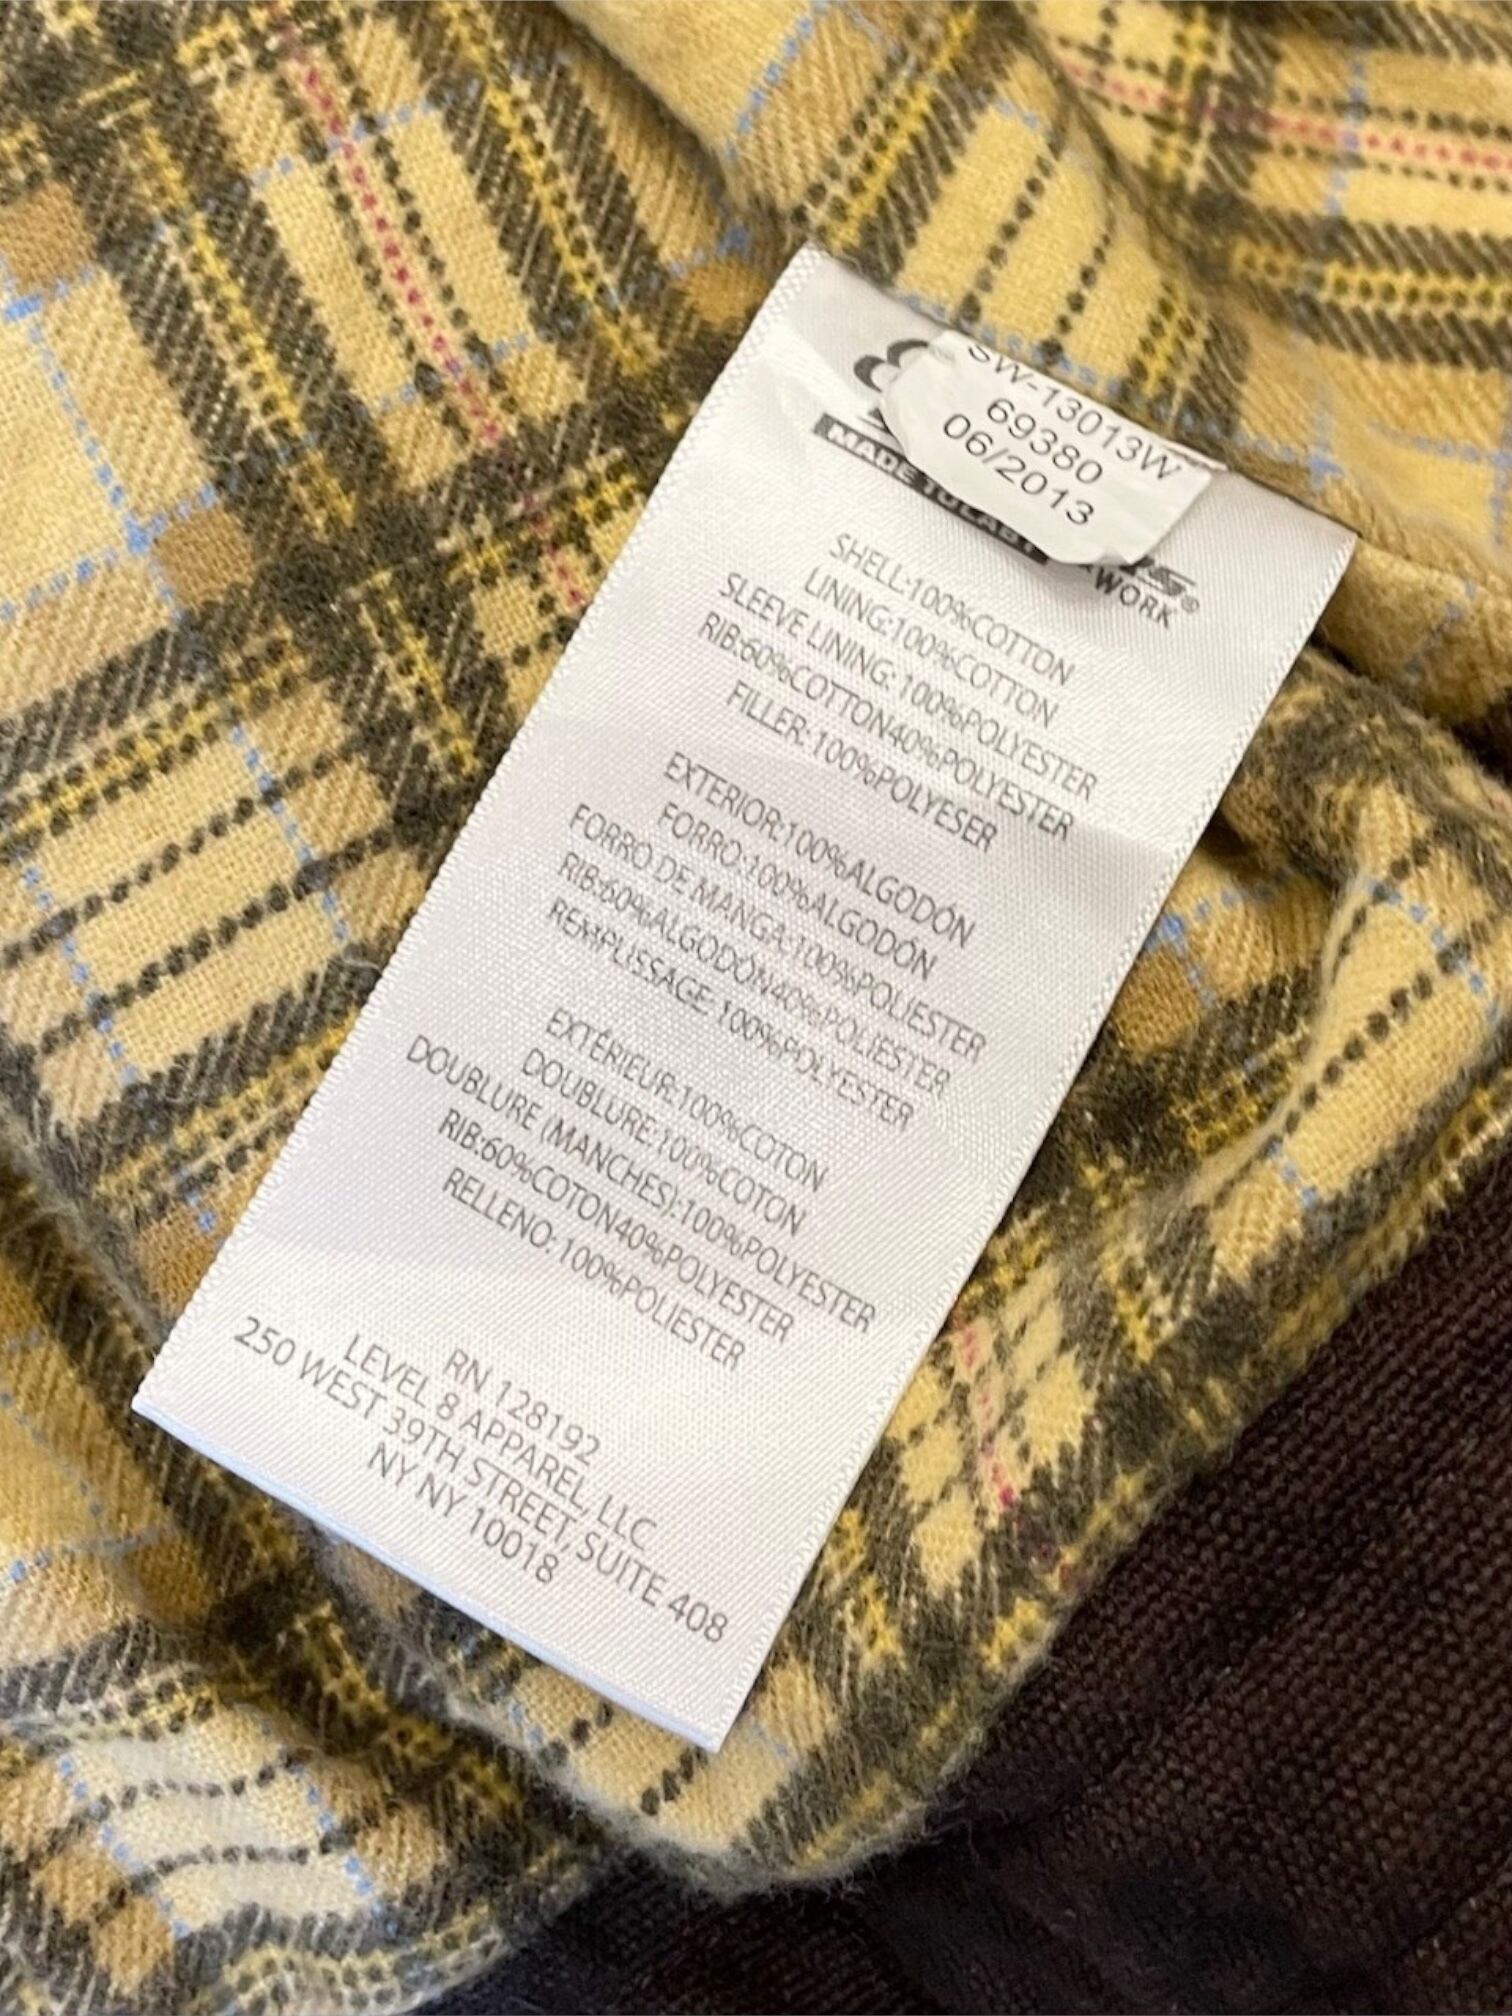 SW-13013W
69380
06/2013
MADE TO LAST
WORK®
SHELL:100%COTTON
LINING:100%COTTON
SLEEVE LINING: 100%POLYESTER
RIB:60%COTTON40%POLYESTER
FILLER: 100%POLYESER
EXTERIOR:100%ALGODÓN
FORRO:100%ALGODÓN
FORRO DE MANGA:100%POLIESTER
RIB:60%ALGODÓN40%POLIESTER
REMPLISSAGE: 100%POLYESTER
EXTÉRIEUR:100%COTON
DOUBLURE:100%COTON
DOUBLURE (MANCHES):100%POLYESTER
RIB:60%COTON40%POLYESTER
RELLENO: 100%POLIESTER
RN 128192
LEVEL 8 APPAREL, LLC
250 WEST 39TH STREET, SUITE 408
NY NY 10018